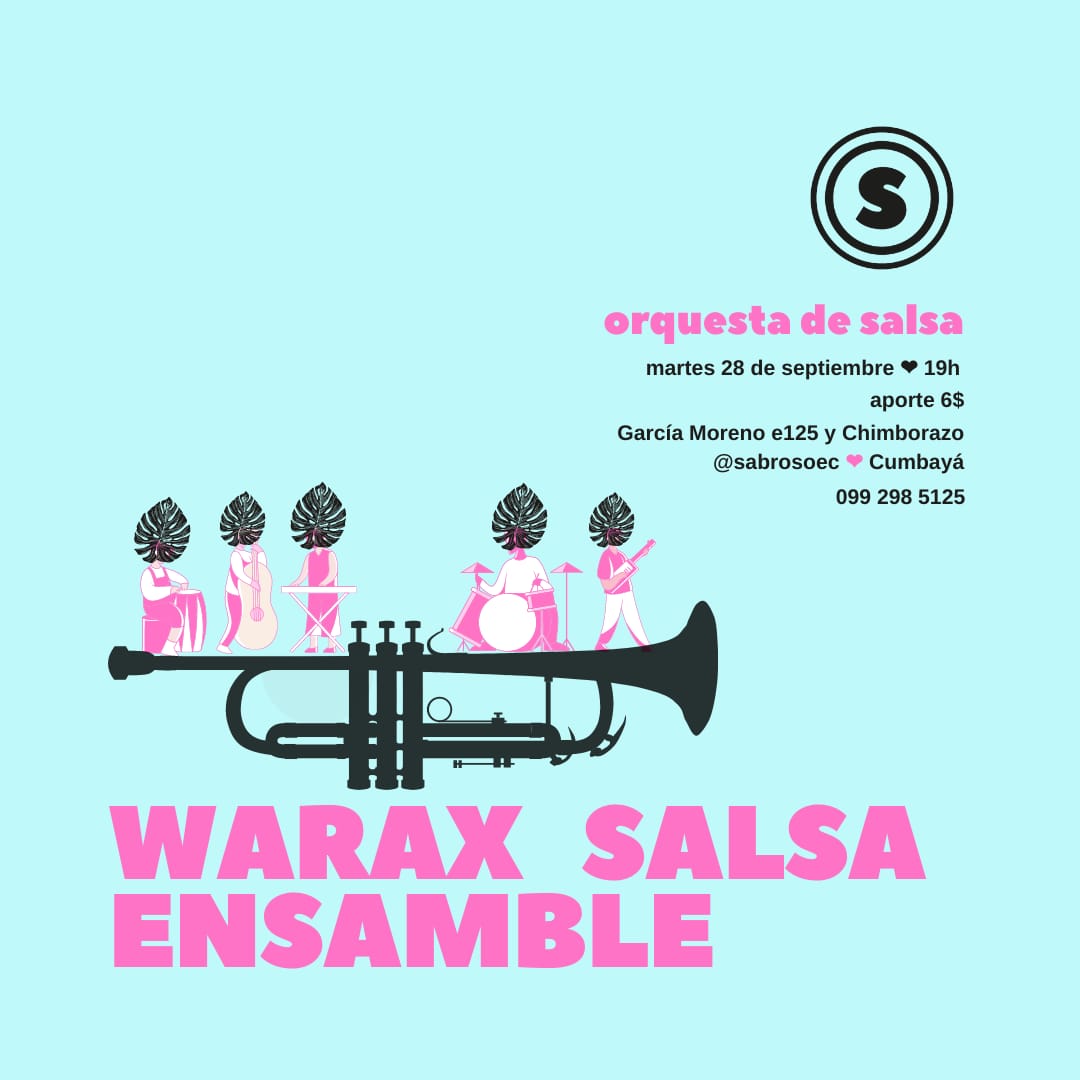 S
orquesta de salsa
martes 28 de septiembre ❤ 19h
aporte 6$
García Moreno e125 y Chimborazo
@sabrosoec ❤ Cumbayá
099 298 5125
WARAX SALSA
ENSAMBLE